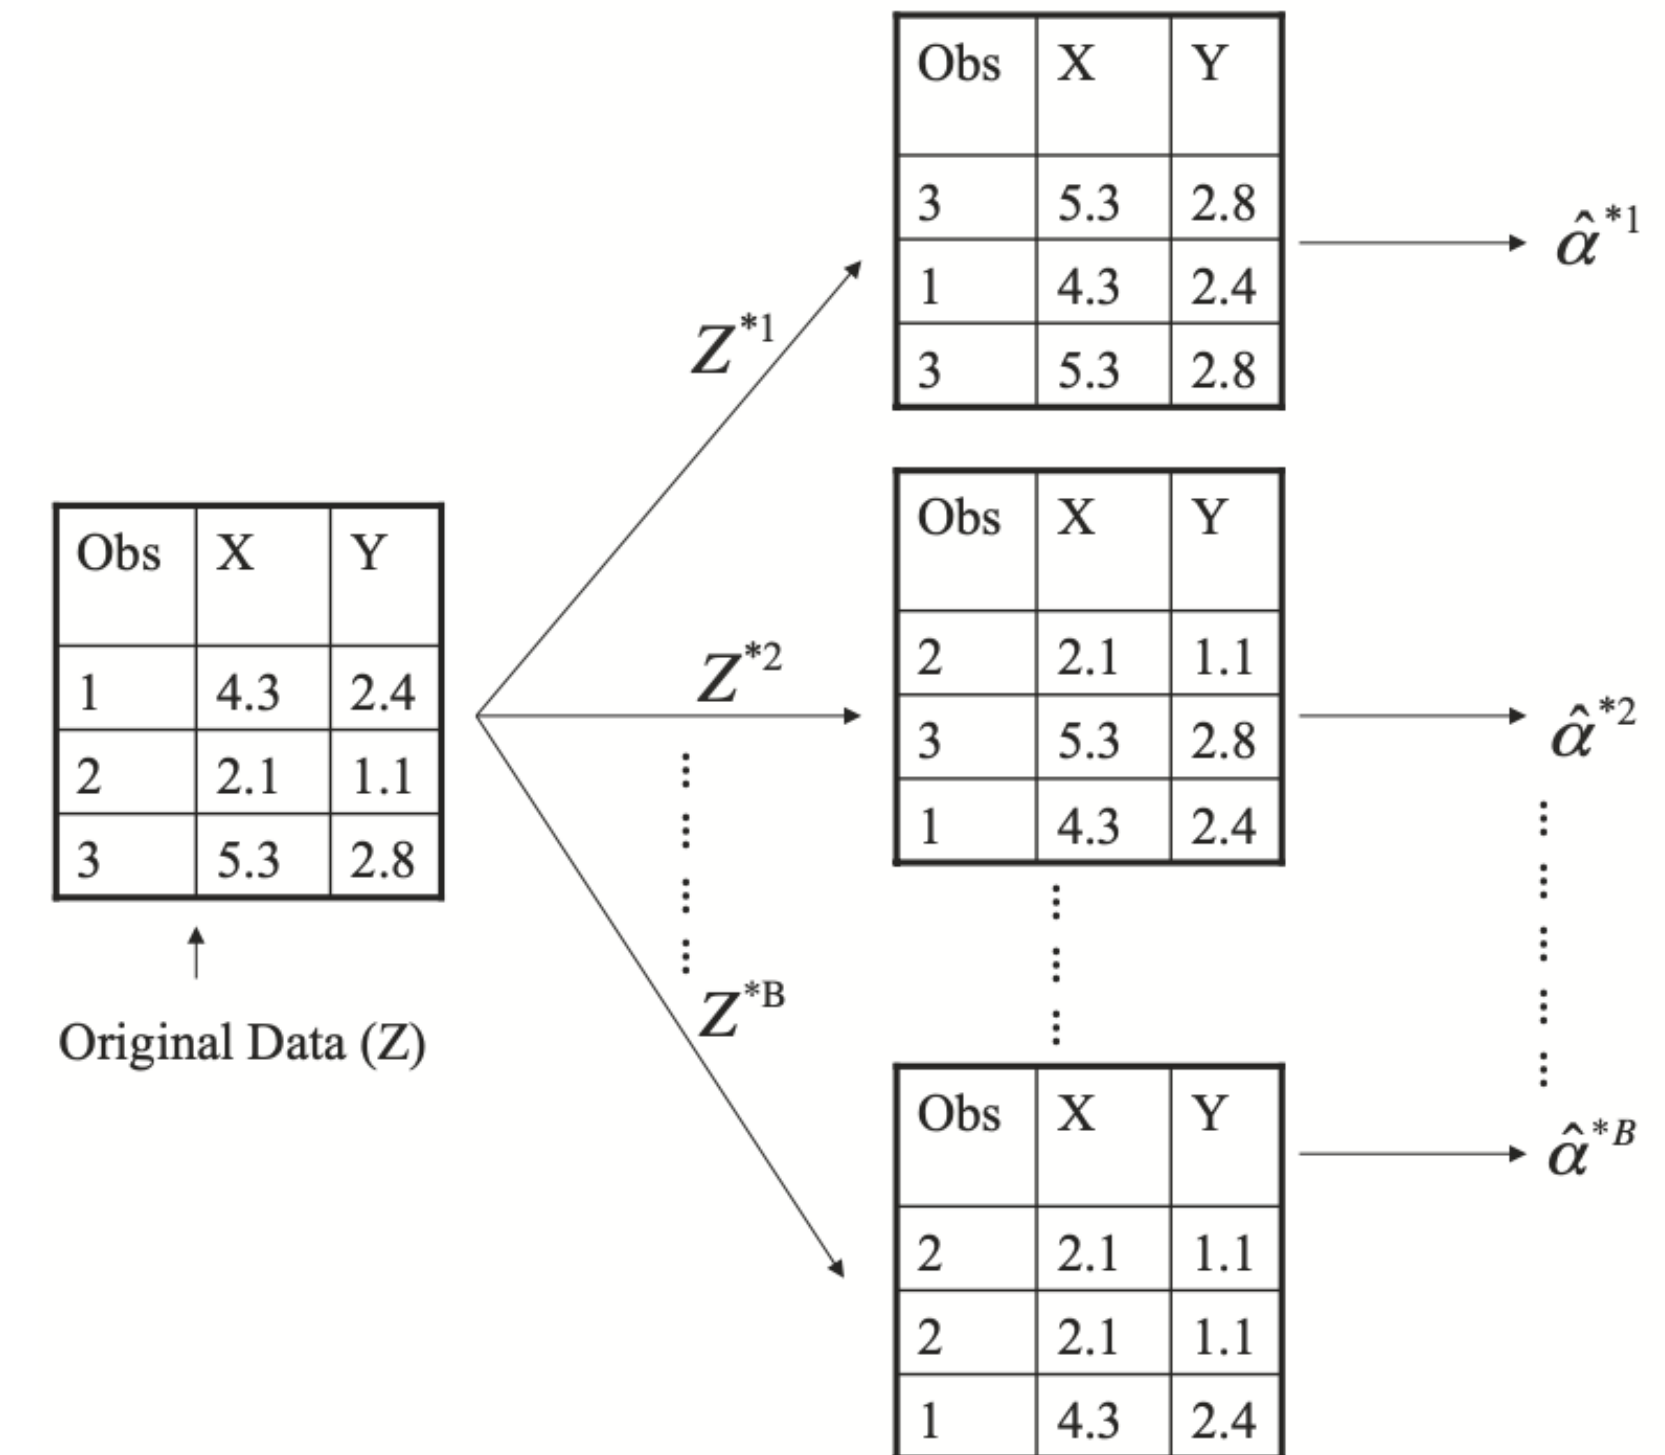 Obs X Y
3 5.3 2.8
1 4.3 2.4
3 5.3 2.8
α̂*1
Z*1
Obs X Y
1 4.3 2.4
2 2.1 1.1
3 5.3 2.8
Original Data (Z)
Z*2
Obs X Y
2 2.1 1.1
3 5.3 2.8
1 4.3 2.4
α̂*2
Z*B
Obs X Y
2 2.1 1.1
2 2.1 1.1
1 4.3 2.4
α̂*B